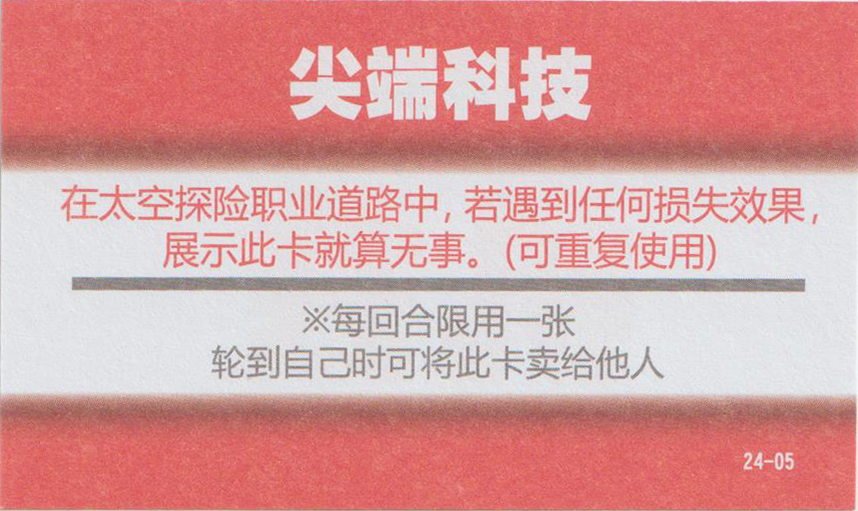 尖端科技
在太空探险职业道路中，若遇到任何损失效果，
展示此卡就算无事。(可重复使用)
※每回合限用一张
轮到自己时可将此卡卖给他人
24-05